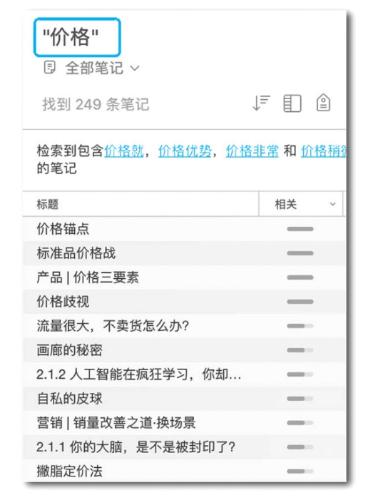 "价格"
全部笔记
找到 249 条笔记
检索到包含价格就，价格优势，价格非常 和 价格稍微
的笔记
标题 相关
价格锚点
标准品价格战
产品 | 价格三要素
价格歧视
流量很大，不卖货怎么办？
画廊的秘密
2.1.2 人工智能在疯狂学习，你却...
自私的皮球
营销 | 销量改善之道·换场景
2.1.1 你的大脑，是不是被封印了？
撇脂定价法